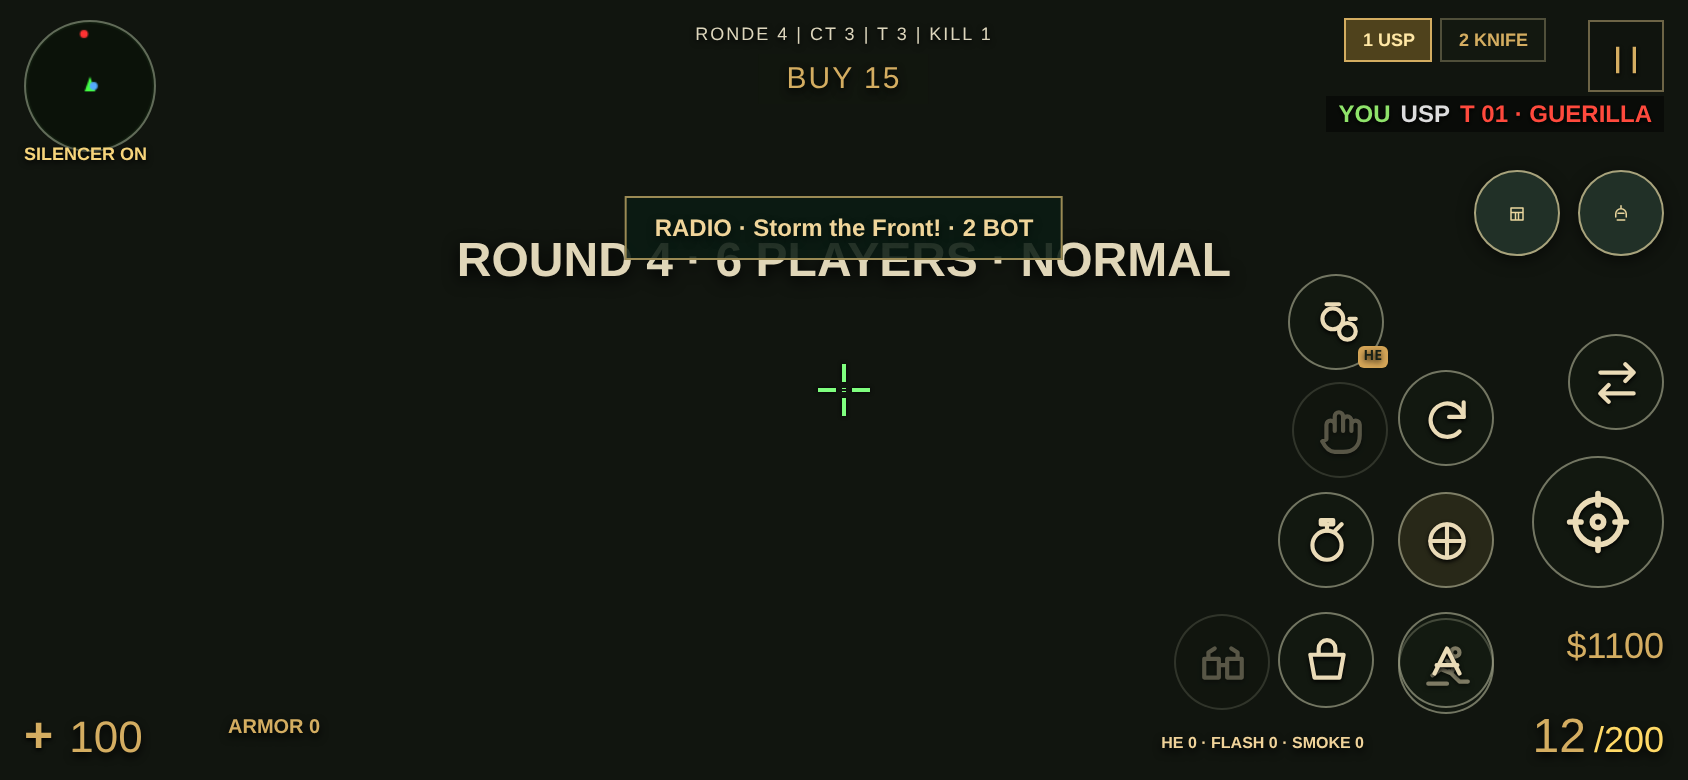 RONDE 4 | CT 3 | T 3 | KILL 1
BUY 15
1 USP
2 KNIFE
YOU USP T 01 · GUERILLA
SILENCER ON
RADIO · Storm the Front! · 2 BOT
ROUND 4 · 6 PLAYERS · NORMAL
HE
$1100
+ 100
ARMOR 0
HE 0 · FLASH 0 · SMOKE 0
12 /200